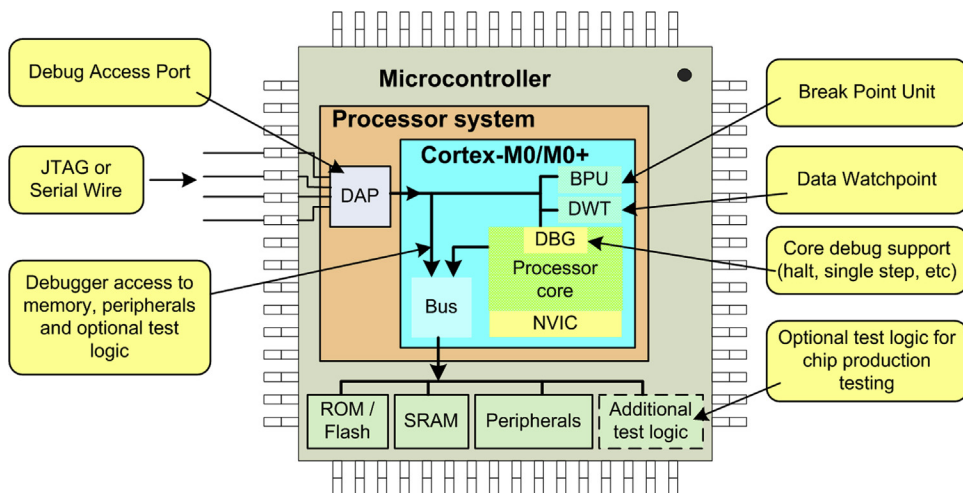 Debug Access Port
JTAG or
Serial Wire
Debugger access to
memory, peripherals
and optional test
logic
Microcontroller
Processor system
Cortex-M0/M0+
DAP
BPU
DWT
DBG
Processor
core
NVIC
Bus
ROM /
Flash
SRAM
Peripherals
Additional
test logic
Break Point Unit
Data Watchpoint
Core debug support
(halt, single step, etc)
Optional test logic for
chip production
testing